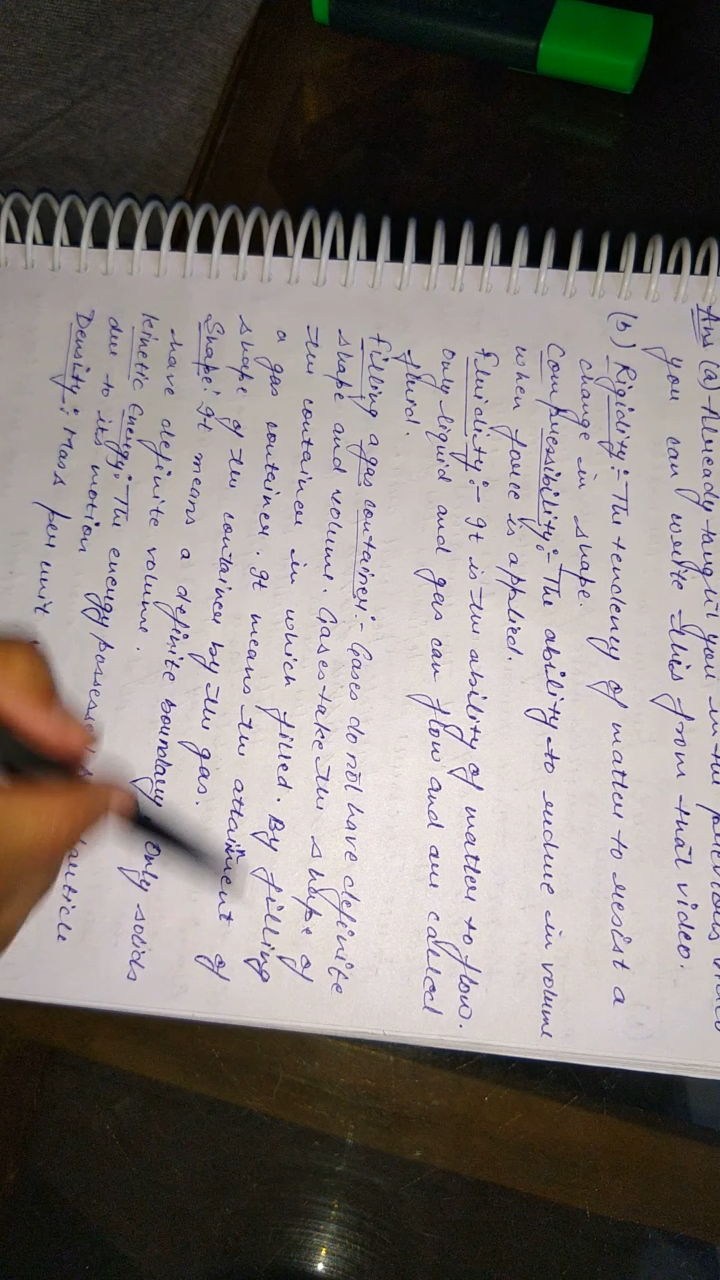 Ans (a) Already taught you in the previous video
you can write this from that video.
(b) Rigidity:- The tendency of matter to resist a
change in shape.
Compressibility:- The ability to reduce in volume
when force is applied.
Fluidity:- It is the ability of matter to flow.
only liquid and gas can flow and are called
fluid.
Filling a gas container:- Gases do not have definite
shape and volume. Gases take the shape of
the container in which filled. By filling
a gas container. It means the attainment of
shape of the container by the gas.
Shape: It means a definite boundary. Only solids
have definite volume.
Kinetic Energy:- The energy possessed
due to its motion
Density: Mass per unit